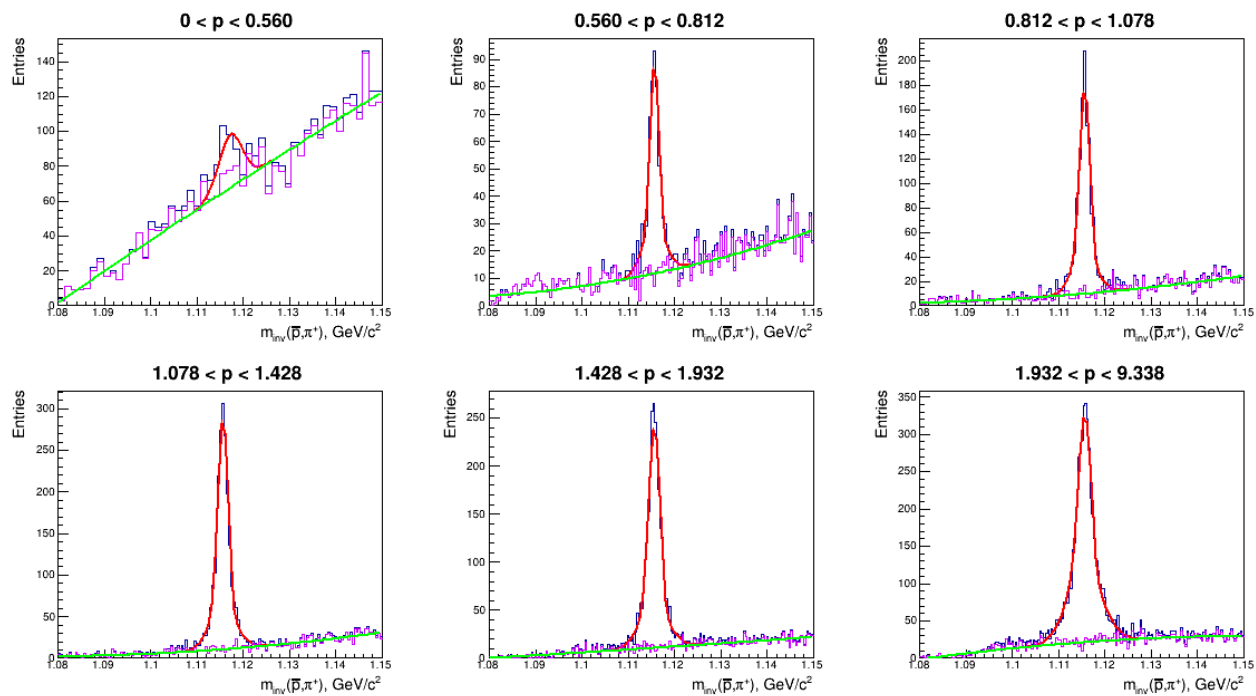 0 < p < 0.560
Entries
140
120
100
80
60
40
20
0
1.08 1.09 1.1 1.11 1.12 1.13 1.14 1.15
m_inv(p̅,π⁺), GeV/c²
0.560 < p < 0.812
Entries
90
80
70
60
50
40
30
20
10
0
1.08 1.09 1.1 1.11 1.12 1.13 1.14 1.15
m_inv(p̅,π⁺), GeV/c²
0.812 < p < 1.078
Entries
200
180
160
140
120
100
80
60
40
20
0
1.08 1.09 1.1 1.11 1.12 1.13 1.14 1.15
m_inv(p̅,π⁺), GeV/c²
1.078 < p < 1.428
Entries
300
250
200
150
100
50
0
1.08 1.09 1.1 1.11 1.12 1.13 1.14 1.15
m_inv(p̅,π⁺), GeV/c²
1.428 < p < 1.932
Entries
250
200
150
100
50
0
1.08 1.09 1.1 1.11 1.12 1.13 1.14 1.15
m_inv(p̅,π⁺), GeV/c²
1.932 < p < 9.338
Entries
350
300
250
200
150
100
50
0
1.08 1.09 1.1 1.11 1.12 1.13 1.14 1.15
m_inv(p̅,π⁺), GeV/c²